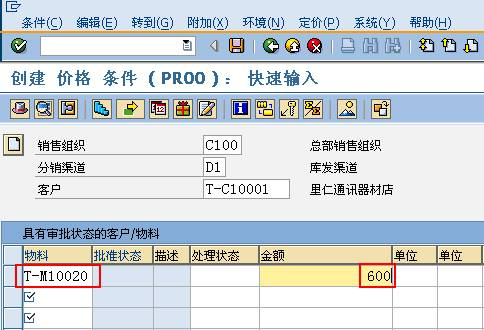 条件(C) 编辑(E) 转到(G) 附加(X) 环境(N) 定价(P) 系统(Y) 帮助(H)
创建 价格 条件 (PR00): 快速输入
销售组织 C100 总部销售组织
分销渠道 D1 库发渠道
客户 T-C10001 里仁通讯器材店
具有审批状态的客户/物料
物料 批准状态 描述 处理状态 金额 单位 单位
T-M10020 600